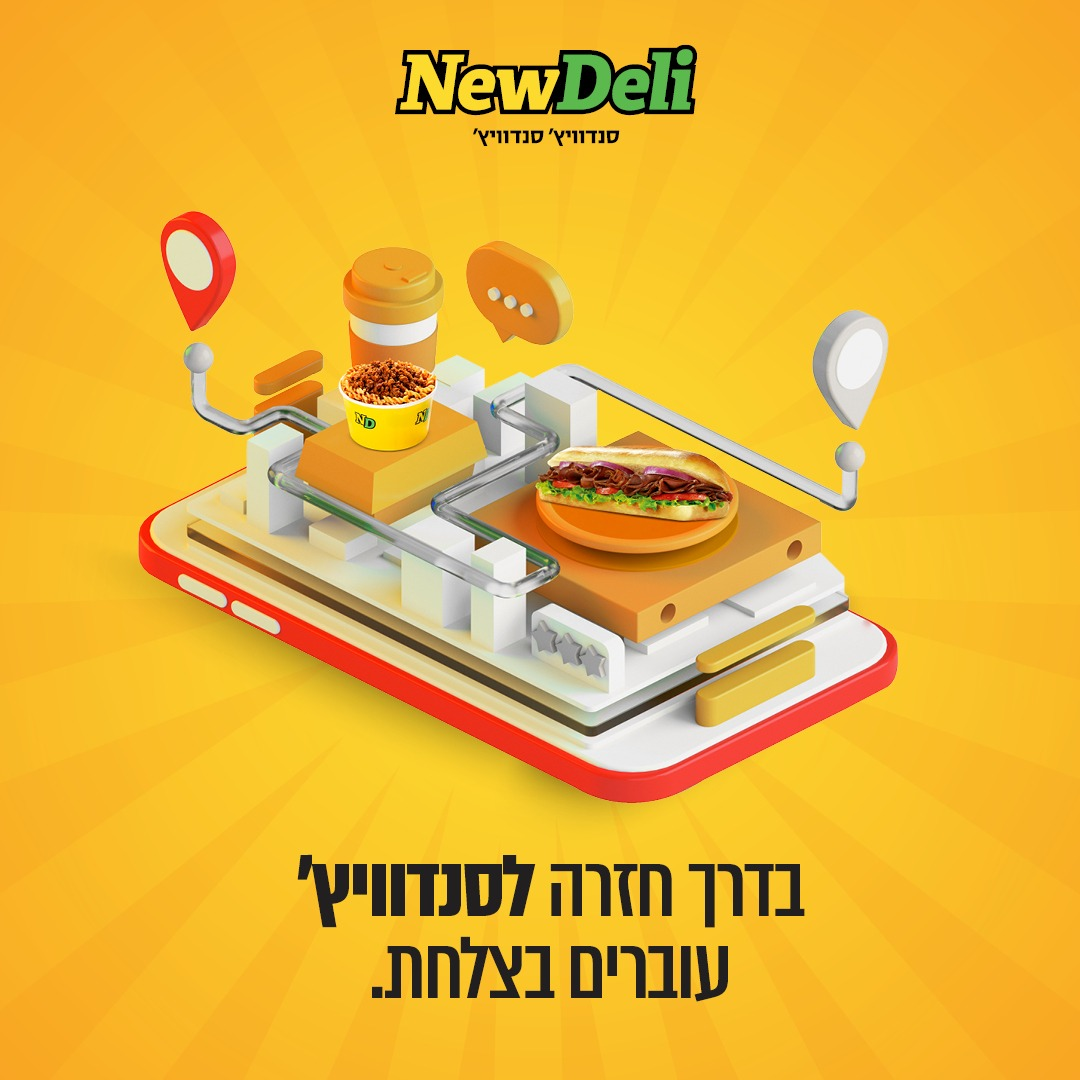 NewDeli
סנדוויץ' סנדוויץ'
ND
ND
בדרך חזרה לסנדוויץ'
עוברים בצלחת.